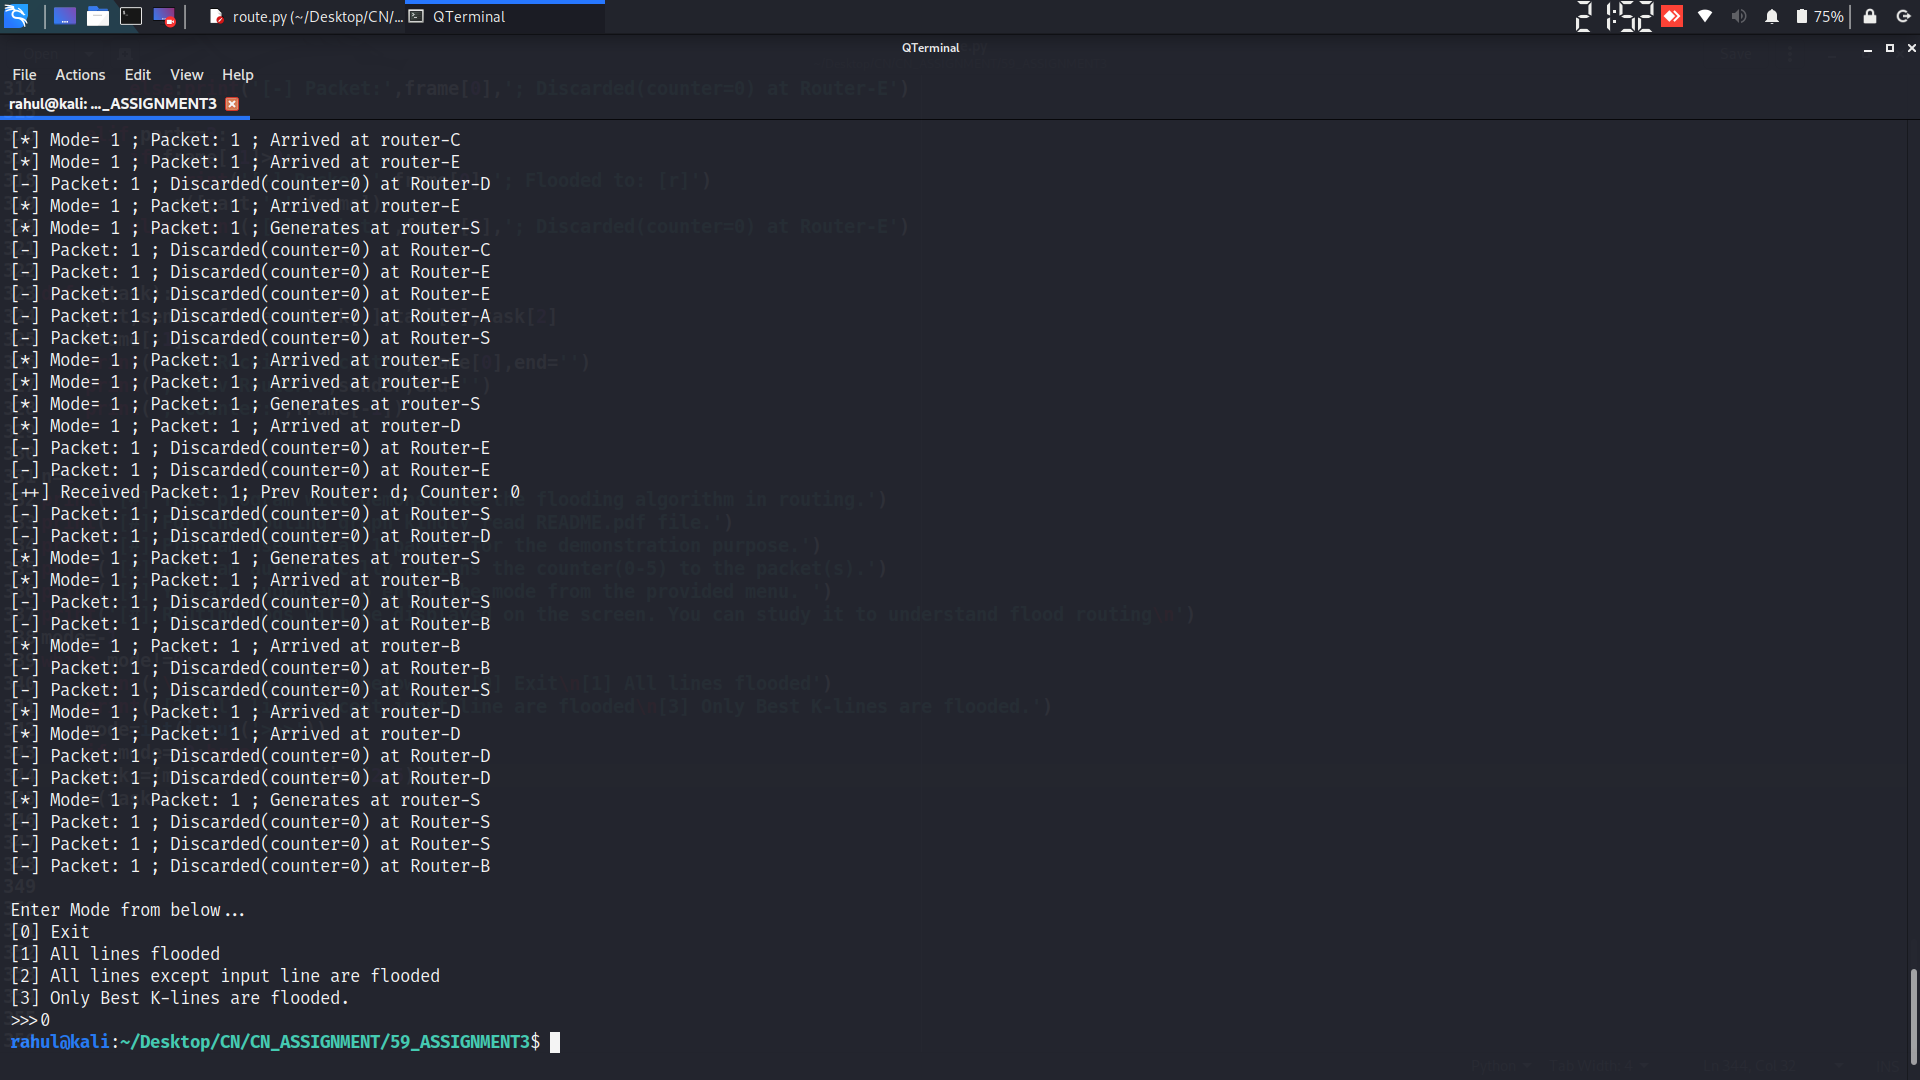 route.py (~/Desktop/CN/...
QTerminal
21:52
75%
QTerminal
File Actions Edit View Help
rahul@kali: ..._ASSIGNMENT3
[*] Mode= 1 ; Packet: 1 ; Arrived at router-C
[*] Mode= 1 ; Packet: 1 ; Arrived at router-E
[-] Packet: 1 ; Discarded(counter=0) at Router-D
[*] Mode= 1 ; Packet: 1 ; Arrived at router-E
[*] Mode= 1 ; Packet: 1 ; Generates at router-S
[-] Packet: 1 ; Discarded(counter=0) at Router-C
[-] Packet: 1 ; Discarded(counter=0) at Router-E
[-] Packet: 1 ; Discarded(counter=0) at Router-E
[-] Packet: 1 ; Discarded(counter=0) at Router-A
[-] Packet: 1 ; Discarded(counter=0) at Router-S
[*] Mode= 1 ; Packet: 1 ; Arrived at router-E
[*] Mode= 1 ; Packet: 1 ; Arrived at router-E
[*] Mode= 1 ; Packet: 1 ; Generates at router-S
[*] Mode= 1 ; Packet: 1 ; Arrived at router-D
[-] Packet: 1 ; Discarded(counter=0) at Router-E
[-] Packet: 1 ; Discarded(counter=0) at Router-E
[++] Received Packet: 1; Prev Router: d; Counter: 0
[-] Packet: 1 ; Discarded(counter=0) at Router-S
[-] Packet: 1 ; Discarded(counter=0) at Router-D
[*] Mode= 1 ; Packet: 1 ; Generates at router-S
[*] Mode= 1 ; Packet: 1 ; Arrived at router-B
[-] Packet: 1 ; Discarded(counter=0) at Router-S
[-] Packet: 1 ; Discarded(counter=0) at Router-B
[*] Mode= 1 ; Packet: 1 ; Arrived at router-B
[-] Packet: 1 ; Discarded(counter=0) at Router-B
[-] Packet: 1 ; Discarded(counter=0) at Router-S
[*] Mode= 1 ; Packet: 1 ; Arrived at router-D
[*] Mode= 1 ; Packet: 1 ; Arrived at router-D
[-] Packet: 1 ; Discarded(counter=0) at Router-D
[-] Packet: 1 ; Discarded(counter=0) at Router-D
[*] Mode= 1 ; Packet: 1 ; Generates at router-S
[-] Packet: 1 ; Discarded(counter=0) at Router-S
[-] Packet: 1 ; Discarded(counter=0) at Router-S
[-] Packet: 1 ; Discarded(counter=0) at Router-B
Enter Mode from below...
[0] Exit
[1] All lines flooded
[2] All lines except input line are flooded
[3] Only Best K-lines are flooded.
>>>0
rahul@kali:~/Desktop/CN/CN_ASSIGNMENT/59_ASSIGNMENT3$